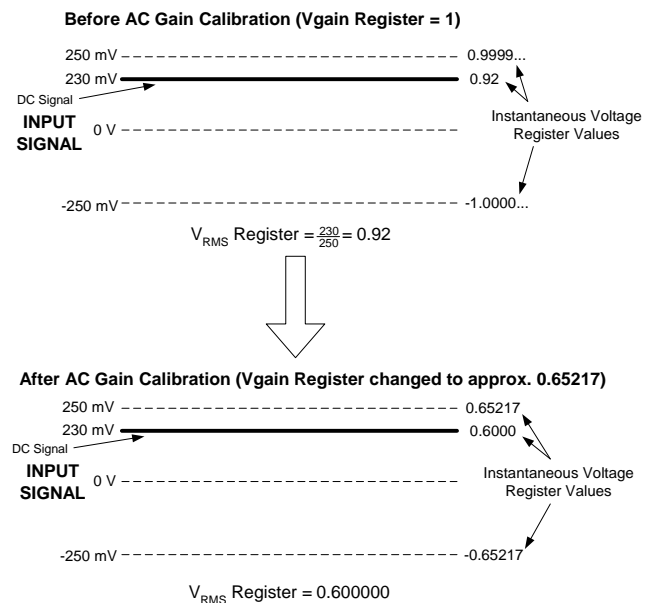 Before AC Gain Calibration (Vgain Register = 1)
250 mV 0.9999...
230 mV 0.92
DC Signal
INPUT
SIGNAL
0 V
Instantaneous Voltage
Register Values
-250 mV -1.0000...
VRMS Register = 230/250 = 0.92
After AC Gain Calibration (Vgain Register changed to approx. 0.65217)
250 mV 0.65217
230 mV 0.6000
DC Signal
INPUT
SIGNAL
0 V
Instantaneous Voltage
Register Values
-250 mV -0.65217
VRMS Register = 0.600000